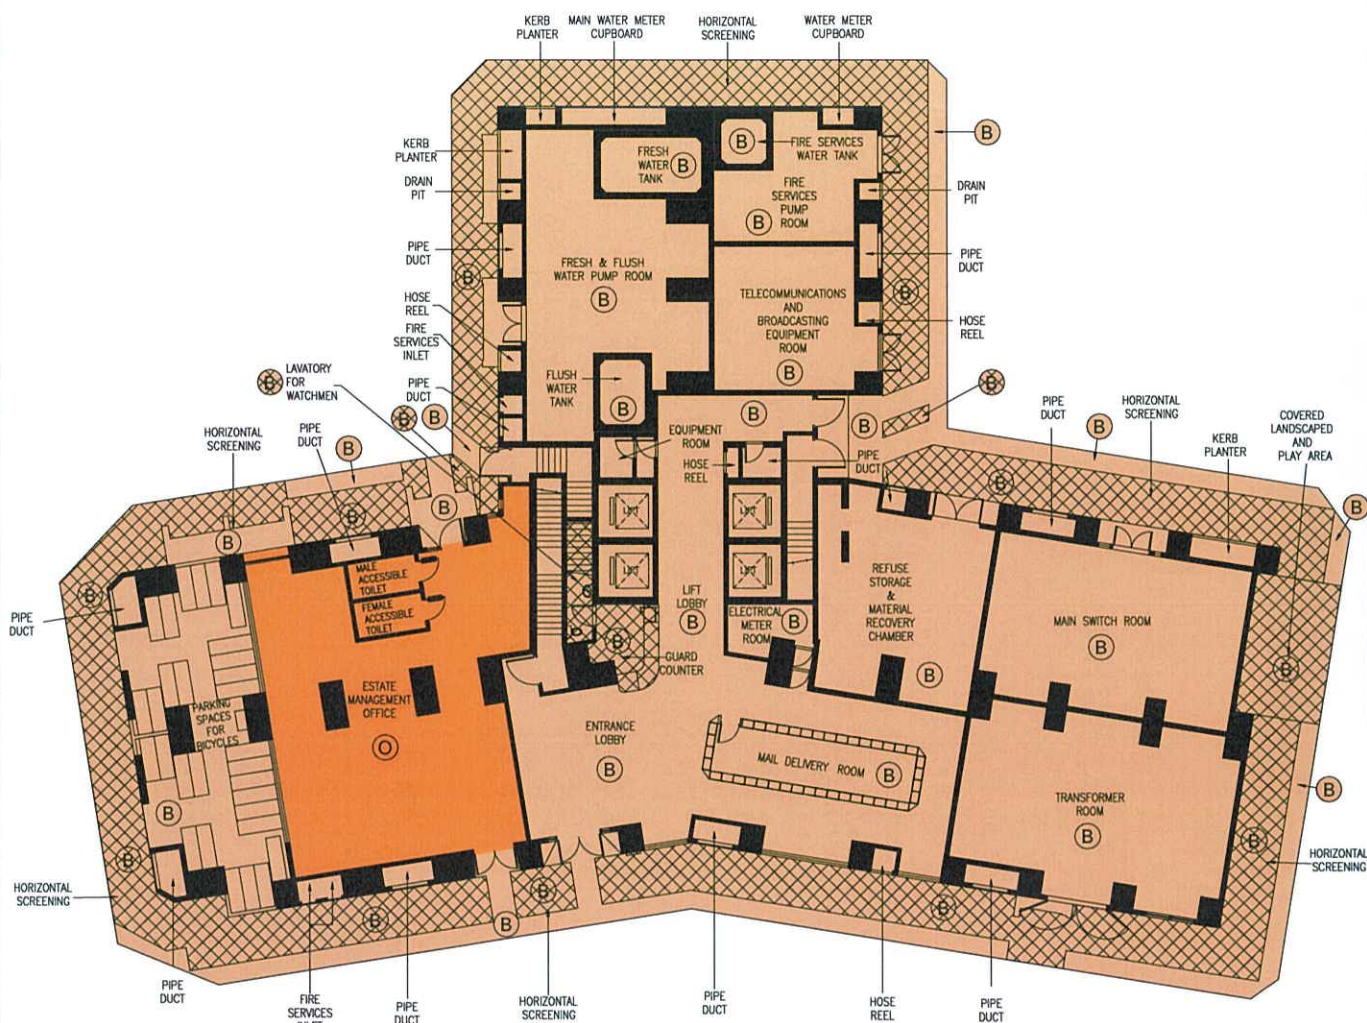 KERB
PLANTER
MAIN WATER METER
CUPBOARD
HORIZONTAL
SCREENING
WATER METER
CUPBOARD
B
KERB
PLANTER
FRESH
WATER
TANK
B
B
FIRE SERVICES
WATER TANK
DRAIN
PIT
FIRE
SERVICES
PUMP
ROOM
B
DRAIN
PIT
PIPE
DUCT
PIPE
DUCT
B
FRESH & FLUSH
WATER PUMP ROOM
B
TELECOMMUNICATIONS
AND
BROADCASTING
EQUIPMENT
ROOM
B
B
HOSE
REEL
HOSE
REEL
FIRE
SERVICES
INLET
B
LAVATORY
FOR
WATCHMEN
PIPE
DUCT
FLUSH
WATER
TANK
B
B
B
B
B
B
EQUIPMENT
ROOM
HOSE
REEL
PIPE
DUCT
PIPE
DUCT
B
HORIZONTAL
SCREENING
KERB
PLANTER
COVERED
LANDSCAPED
AND
PLAY AREA
HORIZONTAL
SCREENING
PIPE
DUCT
B
B
B
B
B
B
LIFT
LIFT
LIFT
LIFT
B
PIPE
DUCT
MALE
ACCESSIBLE
TOILET
FEMALE
ACCESSIBLE
TOILET
LIFT
LOBBY
B
ELECTRICAL
METER
ROOM
B
REFUSE
STORAGE
&
MATERIAL
RECOVERY
CHAMBER
B
MAIN SWITCH ROOM
B
B
B
GUARD
COUNTER
PARKING
SPACES
FOR
BICYCLES
B
ESTATE
MANAGEMENT
OFFICE
O
ENTRANCE
LOBBY
B
MAIL DELIVERY ROOM
B
TRANSFORMER
ROOM
B
B
B
B
HORIZONTAL
SCREENING
HORIZONTAL
SCREENING
B
B
B
B
PIPE
DUCT
FIRE
SERVICES
PIPE
DUCT
HORIZONTAL
SCREENING
PIPE
DUCT
HOSE
REEL
PIPE
DUCT